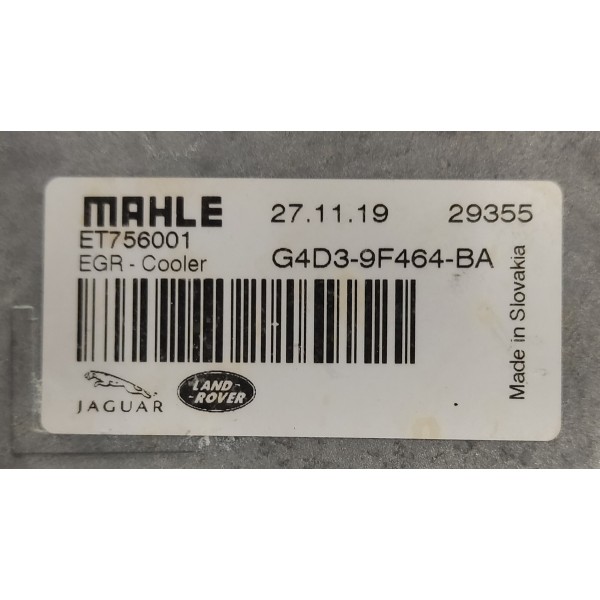 MAHLE 27.11.19 29355
ET756001
EGR - Cooler G4D3-9F464-BA
Made in Slovakia
JAGUAR
LAND-
-ROVER